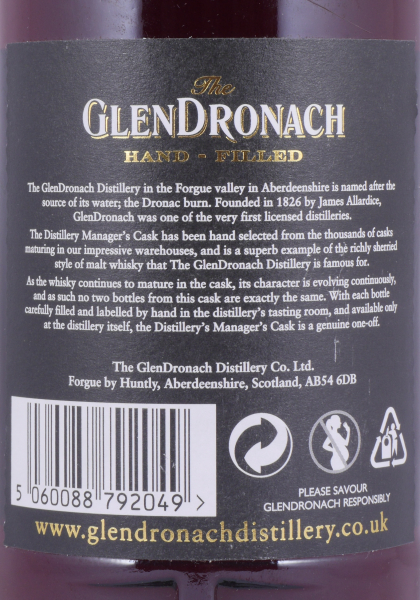 The
GLENDRONACH
HAND - FILLED
The GlenDronach Distillery in the Forgue valley in Aberdeenshire is named after the
source of its water; the Dronac burn. Founded in 1826 by James Allardice,
GlenDronach was one of the very first licensed distilleries.
The Distillery Manager's Cask has been hand selected from the thousands of casks
maturing in our impressive warehouses, and is a superb example of the richly sherried
style of malt whisky that The GlenDronach Distillery is famous for.
As the whisky continues to mature in the cask, its character is evolving continuously,
and as such no two bottles from this cask are exactly the same. With each bottle
carefully filled and labelled by hand in the distillery's tasting room, and available only
at the distillery itself, the Distillery's Manager's Cask is a genuine one-off.
The GlenDronach Distillery Co. Ltd.
Forgue by Huntly, Aberdeenshire, Scotland, AB54 6DB
5 060088 792049 >
PLEASE SAVOUR
GLENDRONACH RESPONSIBLY
www.glendronachdistillery.co.uk